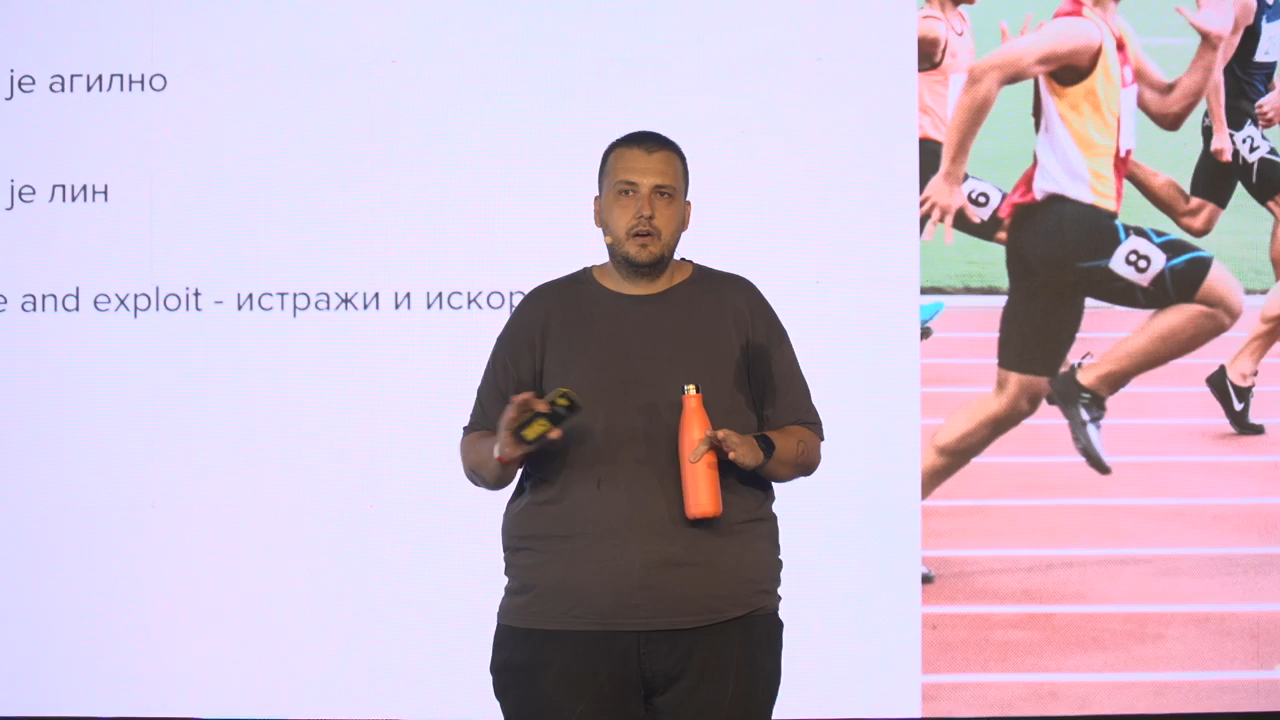 је агилно
је лин
e and exploit - истражи и искор
6
8
2